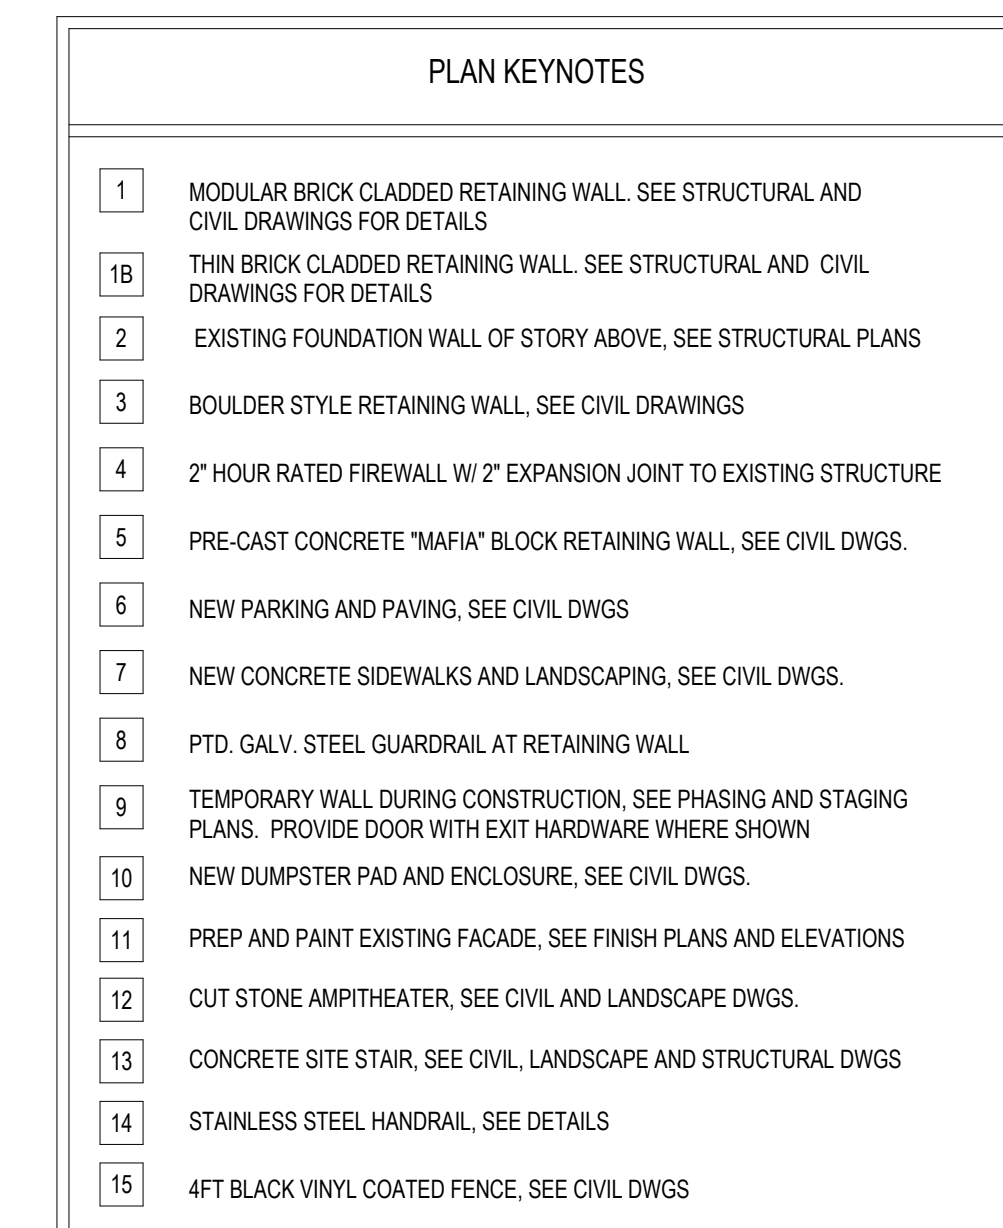 PLAN KEYNOTES
1 MODULAR BRICK CLADDED RETAINING WALL. SEE STRUCTURAL AND
CIVIL DRAWINGS FOR DETAILS
1B THIN BRICK CLADDED RETAINING WALL. SEE STRUCTURAL AND CIVIL
DRAWINGS FOR DETAILS
2 EXISTING FOUNDATION WALL OF STORY ABOVE, SEE STRUCTURAL PLANS
3 BOULDER STYLE RETAINING WALL, SEE CIVIL DRAWINGS
4 2" HOUR RATED FIREWALL W/ 2" EXPANSION JOINT TO EXISTING STRUCTURE
5 PRE-CAST CONCRETE "MAFIA" BLOCK RETAINING WALL, SEE CIVIL DWGS.
6 NEW PARKING AND PAVING, SEE CIVIL DWGS
7 NEW CONCRETE SIDEWALKS AND LANDSCAPING, SEE CIVIL DWGS.
8 PTD. GALV. STEEL GUARDRAIL AT RETAINING WALL
9 TEMPORARY WALL DURING CONSTRUCTION, SEE PHASING AND STAGING
PLANS. PROVIDE DOOR WITH EXIT HARDWARE WHERE SHOWN
10 NEW DUMPSTER PAD AND ENCLOSURE, SEE CIVIL DWGS.
11 PREP AND PAINT EXISTING FACADE, SEE FINISH PLANS AND ELEVATIONS
12 CUT STONE AMPITHEATER, SEE CIVIL AND LANDSCAPE DWGS.
13 CONCRETE SITE STAIR, SEE CIVIL, LANDSCAPE AND STRUCTURAL DWGS
14 STAINLESS STEEL HANDRAIL, SEE DETAILS
15 4FT BLACK VINYL COATED FENCE, SEE CIVIL DWGS